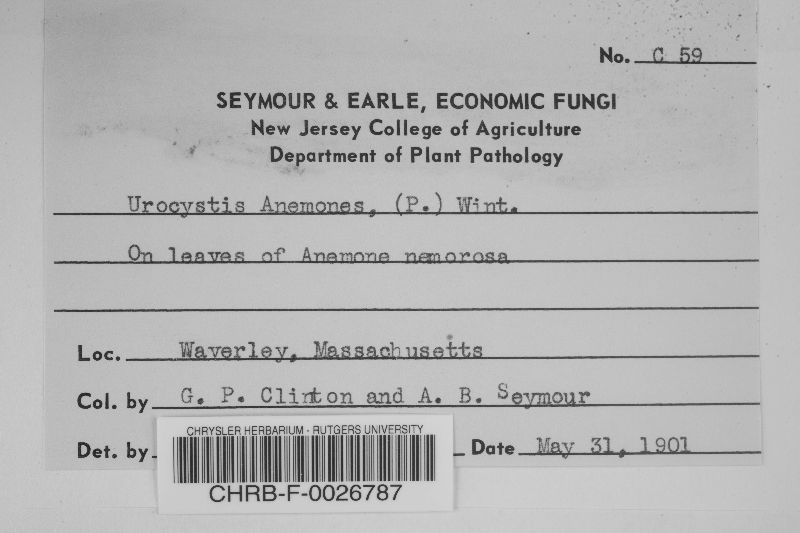 No. C 59
SEYMOUR & EARLE, ECONOMIC FUNGI
New Jersey College of Agriculture
Department of Plant Pathology
Urocystis Anemones, (P.) Wint.
On leaves of Anemone nemorosa
Loc. Waverley, Massachusetts
Col. by G. P. Clinton and A. B. Seymour
Det. by Date May 31, 1901
CHRYSLER HERBARIUM - RUTGERS UNIVERSITY
CHRB-F-0026787